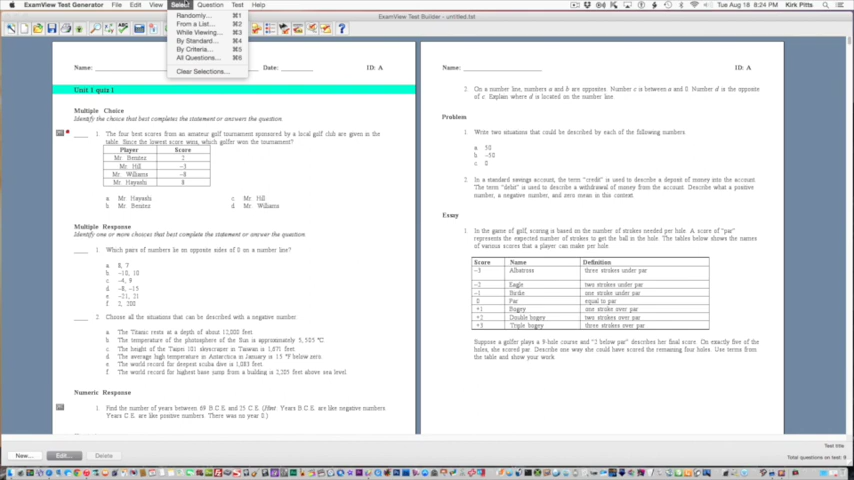 ExamView Test Generator File Edit View Select Question Test Help
Tue Aug 18 8:24 PM Kirk Pitts
ExamView Test Builder - untitled.tst
Randomly... ⌘1
From a List... ⌘2
While Viewing... ⌘3
By Standard... ⌘4
By Criteria... ⌘5
All Questions... ⌘6
Clear Selections...
Name: Date: ID: A
Unit 1 quiz 1
Multiple Choice
Identify the choice that best completes the statement or answers the question.
1. The four best scores from an amateur golf tournament sponsored by a local golf club are given in the
table. Since the lowest score wins, which golfer won the tournament?
Player Score
Mr. Benitez 2
Mr. Hill −3
Mr. Williams −8
Mr. Hayashi 8
a Mr. Hayashi c Mr. Hill
b Mr. Benitez d Mr. Williams
Multiple Response
Identify one or more choices that best complete the statement or answer the question.
1. Which pairs of numbers lie on opposite sides of 0 on a number line?
a 8, 7
b −10, 10
c −4, 9
d −8, −15
e −21, 21
f 2, 200
2 Choose all the situations that can be described with a negative number.
a The Titanic rests at a depth of about 12,000 feet
b The temperature of the photosphere of the Sun is approximately 5,505 °C
c The height of the Taipei 101 skyscraper in Taiwan is 1,671 feet
d The average high temperature in Antarctica in January is 15 °F below zero
e The world record for deepest scuba dive is 1,083 feet
f The world record for highest base jump from a building is 2,205 feet above sea level
Numeric Response
1. Find the number of years between 69 B.C.E. and 25 C.E. (Hint: Years B.C.E. are like negative numbers.
Years C.E. are like positive numbers. There was no year 0.)
Name: ID: A
2. On a number line, numbers a and b are opposites. Number c is between a and 0. Number d is the opposite
of c. Explain where d is located on the number line.
Problem
1. Write two situations that could be described by each of the following numbers.
a 50
b −50
c 0
2. In a standard savings account, the term "credit" is used to describe a deposit of money into the account.
The term "debit" is used to describe a withdrawal of money from the account. Describe what a positive
number, a negative number, and zero mean in this context.
Essay
1. In the game of golf, scoring is based on the number of strokes needed per hole. A score of "par"
represents the expected number of strokes to get the ball in the hole. The tables below shows the names
of various scores that a player can make per hole.
Score Name Definition
−3 Albatross three strokes under par
−2 Eagle two strokes under par
−1 Birdie one stroke under par
0 Par equal to par
+1 Bogey one stroke over par
+2 Double bogey two strokes over par
+3 Triple bogey three strokes over par
Suppose a golfer plays a 9-hole course and "2 below par" describes her final score. On exactly five of the
holes, she scored par. Describe one way she could have scored the remaining four holes. Use terms from
the table and show your work.
Test title
New... Edit... Delete Total questions on test: 8